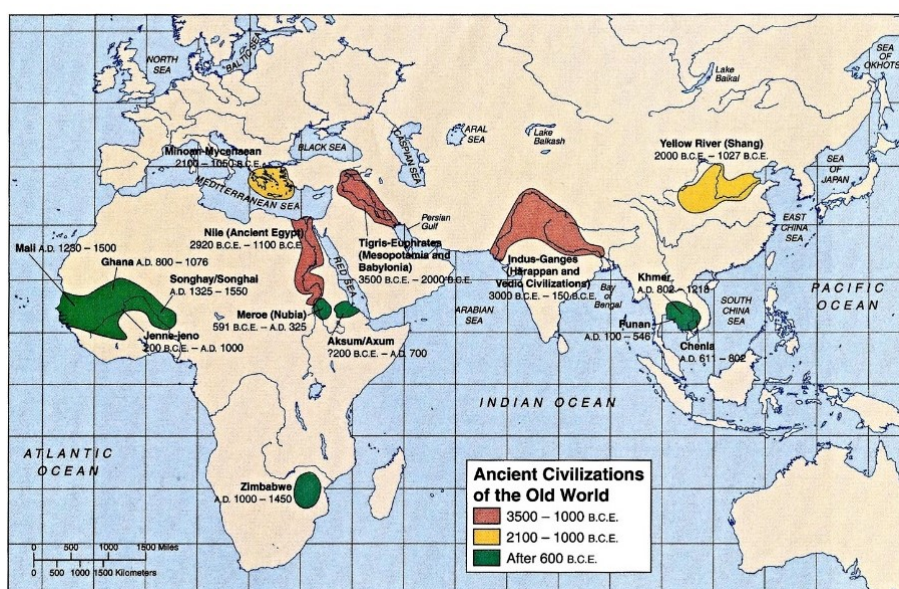 NORTH
SEA
BALTIC SEA
SEA
OF
OKHOTS
Lake
Baikal
ARAL
SEA
Lake
Balkash
CASPIAN SEA
BLACK SEA
Minoan-Mycenaean
2100 – 1050 B.C.E.
MEDITERRANEAN SEA
Yellow River (Shang)
2000 B.C.E. – 1027 B.C.E.
SEA
OF
JAPAN
EAST
CHINA
SEA
Persian
Gulf
Nile (Ancient Egypt)
2920 B.C.E. – 1100 B.C.E.
Tigris-Euphrates
(Mesopotamia and
Babylonia)
3500 B.C.E. – 2000 B.C.E.
RED SEA
Mali A.D. 1230 – 1500
Ghana A.D. 800 – 1076
Songhay/Songhai
A.D. 1325 – 1550
Jenne-jeno
200 B.C.E. – A.D. 1000
Meroe (Nubia)
591 B.C.E. – A.D. 325
Aksum/Axum
?200 B.C.E. – A.D. 700
Indus-Ganges
(Harappan and
Vedic Civilizations)
3000 B.C.E. – 150 B.C.E.
Bay
of
Bengal
ARABIAN
SEA
Khmer
A.D. 802 – 1218
Funan
A.D. 100 – 546
Chenla
A.D. 611 – 802
SOUTH
CHINA
SEA
PACIFIC
OCEAN
INDIAN OCEAN
ATLANTIC
OCEAN
Zimbabwe
A.D. 1000 – 1450
Ancient Civilizations
of the Old World
3500 – 1000 B.C.E.
2100 – 1000 B.C.E.
After 600 B.C.E.
0 500 1000 1500 Miles
0 500 1000 1500 Kilometers